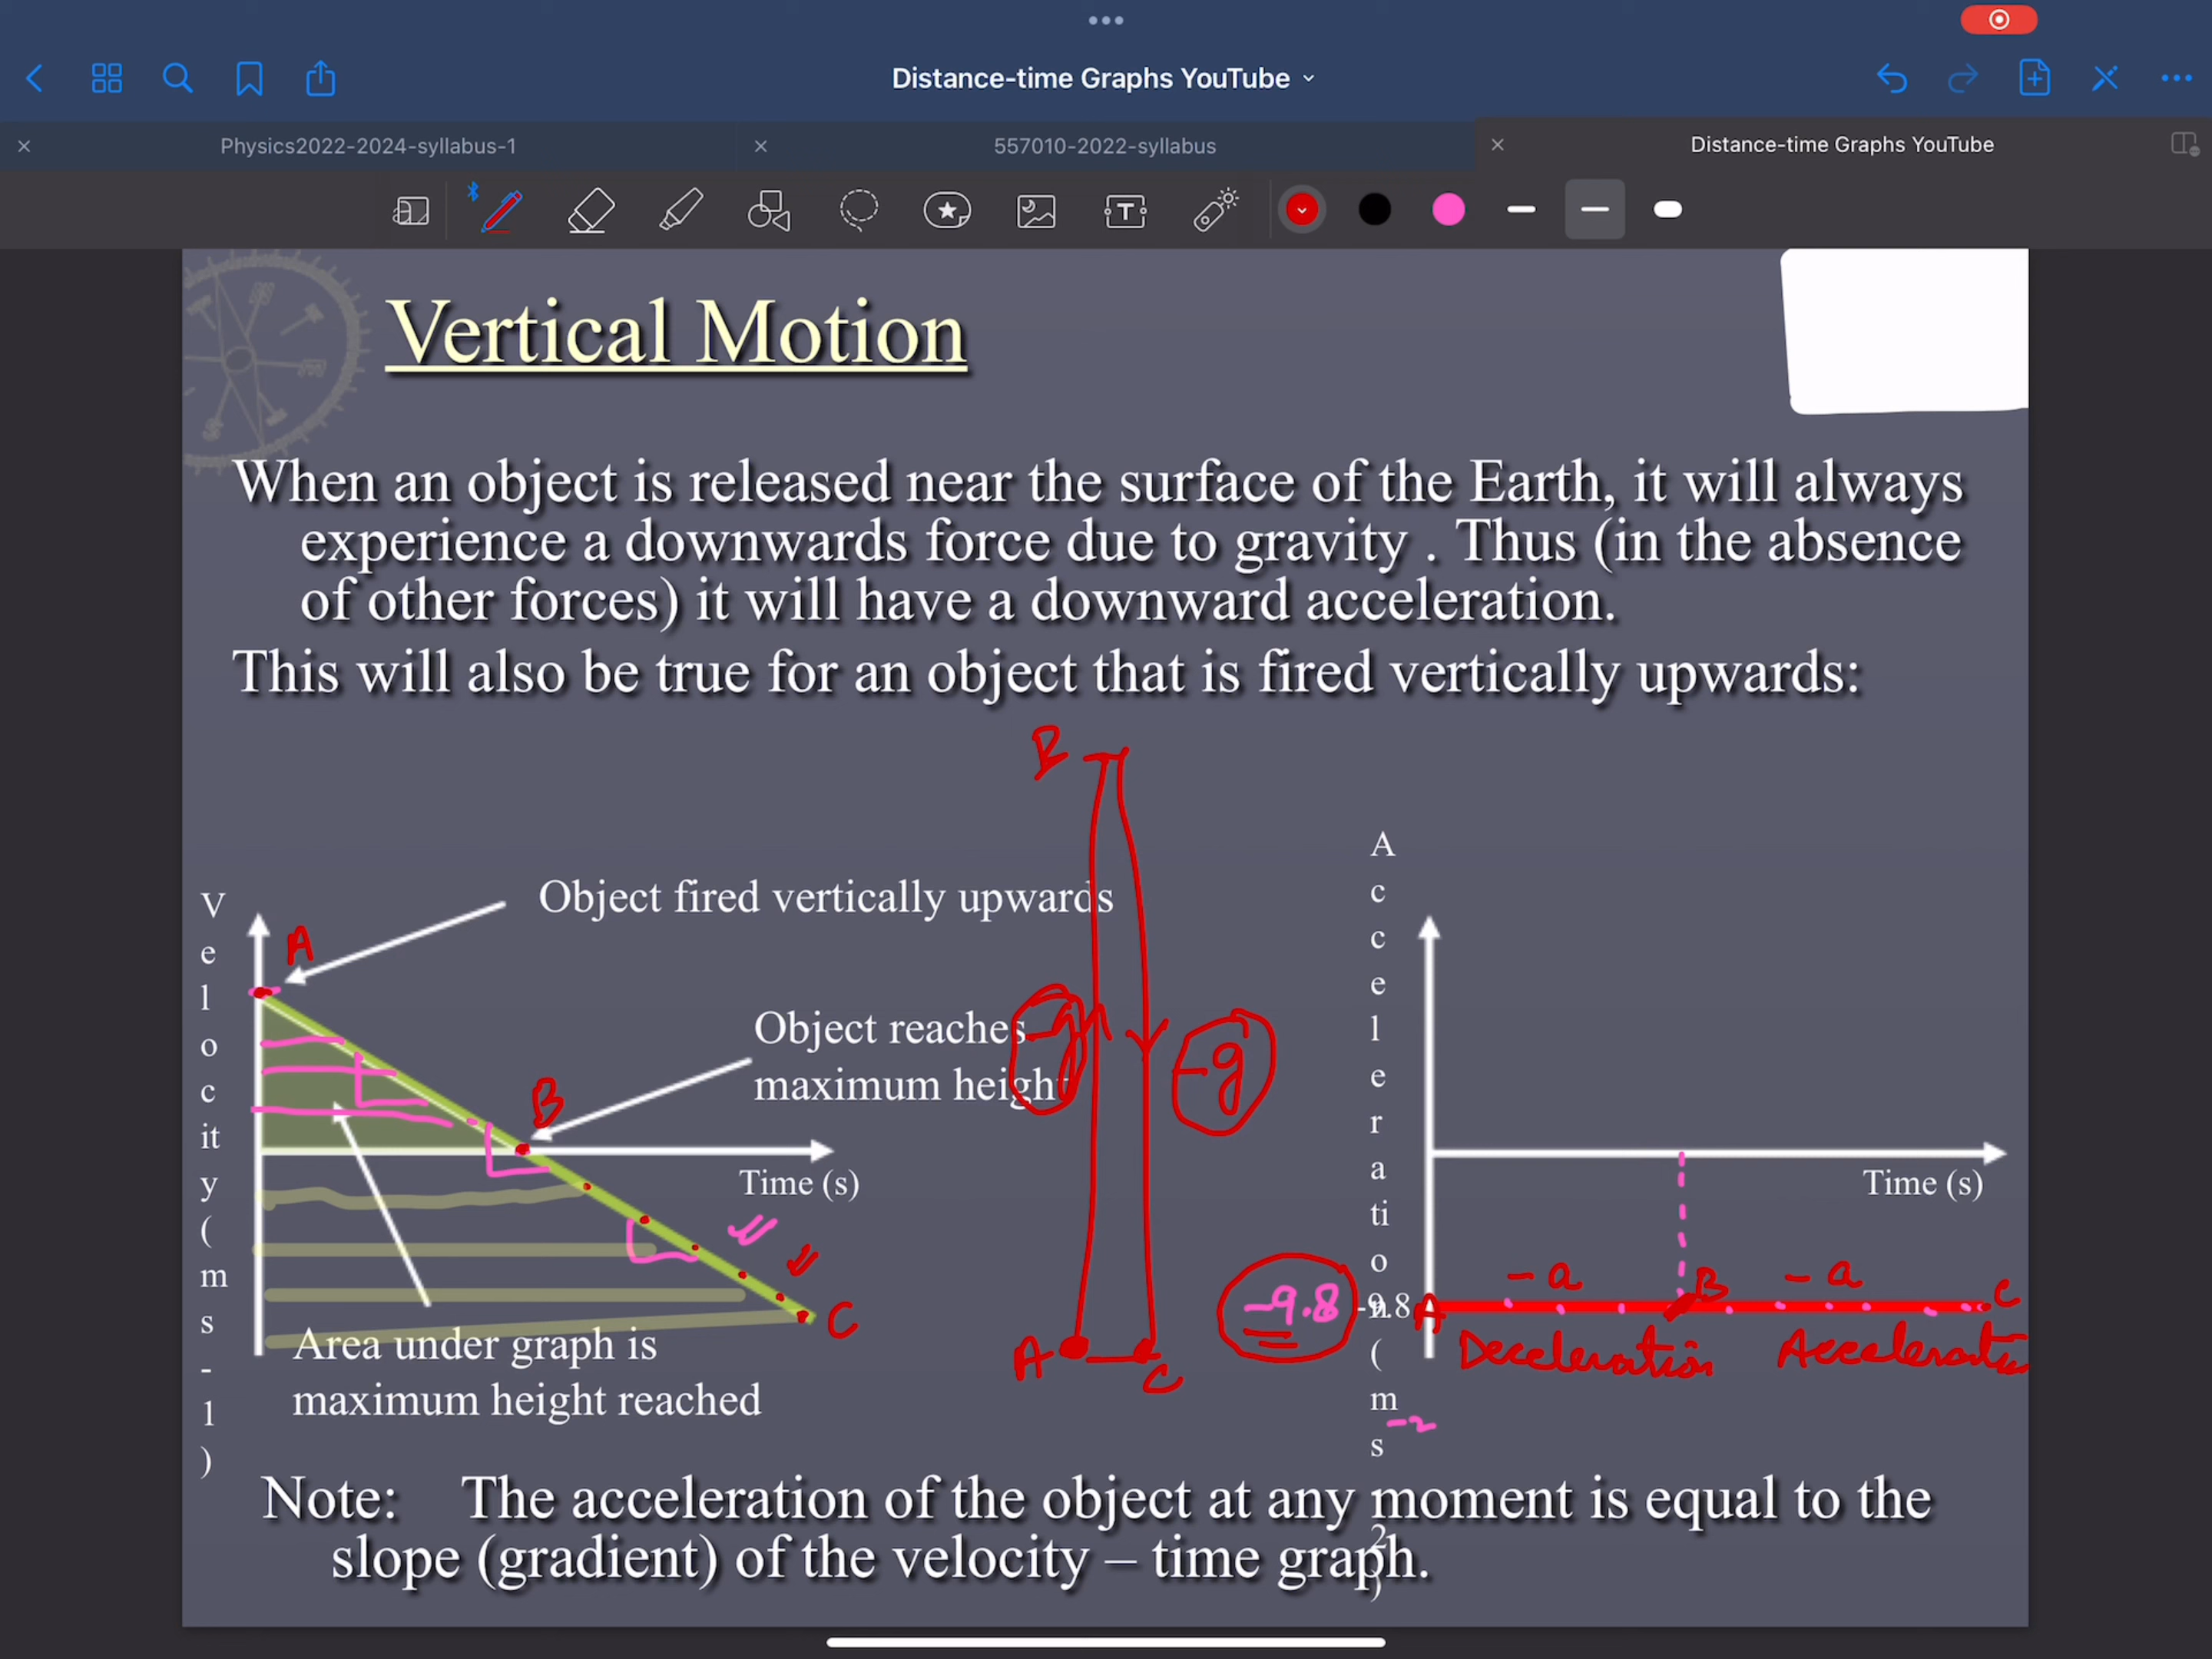 Distance-time Graphs YouTube
Physics2022-2024-syllabus-1
557010-2022-syllabus
Distance-time Graphs YouTube
Vertical Motion
When an object is released near the surface of the Earth, it will always
experience a downwards force due to gravity . Thus (in the absence
of other forces) it will have a downward acceleration.
This will also be true for an object that is fired vertically upwards:
Velocity(ms-1)
A
Object fired vertically upwards
Object reaches
maximum height
B
Time (s)
C
Area under graph is
maximum height reached
B
-g
-g
A
C
Acceleration(ms-2)
Time (s)
-9.8
-9.8
A
-a
B
-a
C
Deceleration
Acceleration
-2
Note: The acceleration of the object at any moment is equal to the
slope (gradient) of the velocity – time graph.